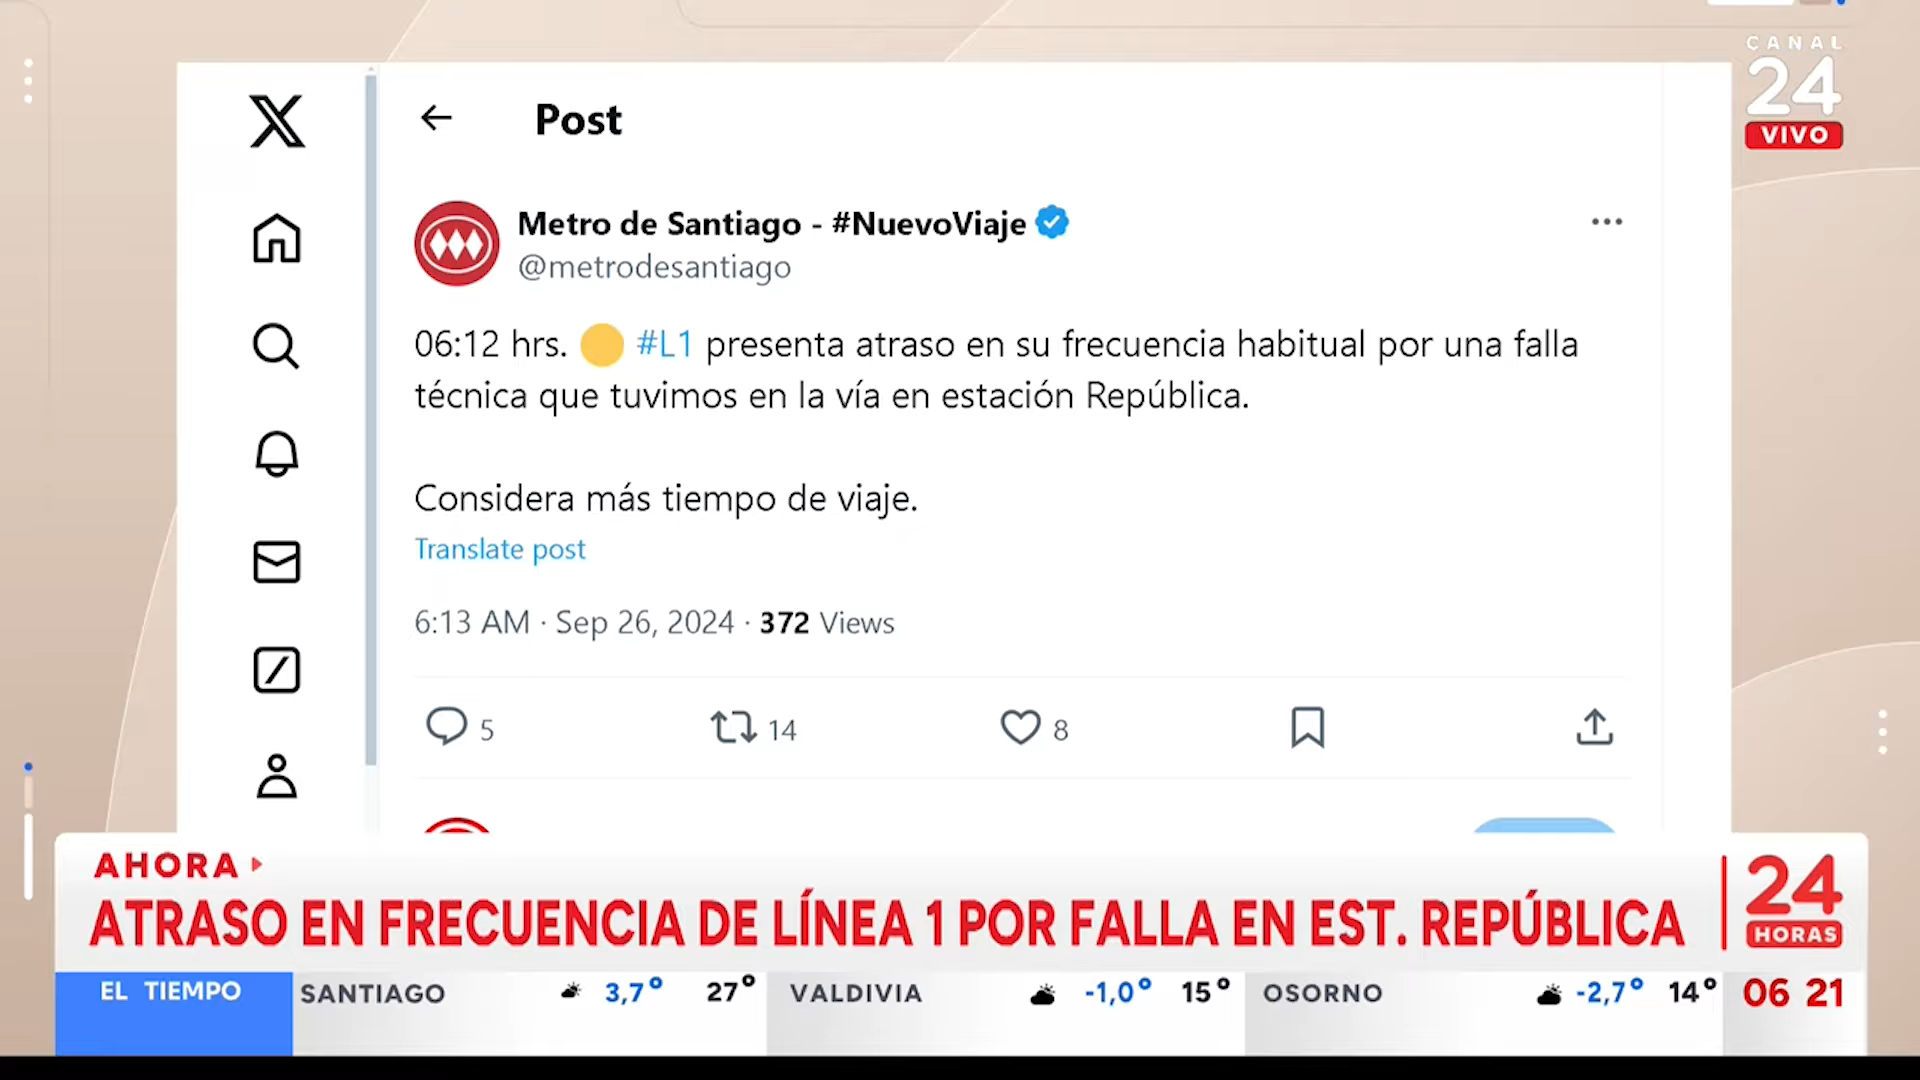 CANAL
24
VIVO
Post
Metro de Santiago - #NuevoViaje
@metrodesantiago
06:12 hrs. 🟡 #L1 presenta atraso en su frecuencia habitual por una falla
técnica que tuvimos en la vía en estación República.
Considera más tiempo de viaje.
Translate post
6:13 AM · Sep 26, 2024 · 372 Views
5 14 8
AHORA
ATRASO EN FRECUENCIA DE LÍNEA 1 POR FALLA EN EST. REPÚBLICA
24
HORAS
EL TIEMPO SANTIAGO 3,7° 27° VALDIVIA -1,0° 15° OSORNO -2,7° 14° 06 21